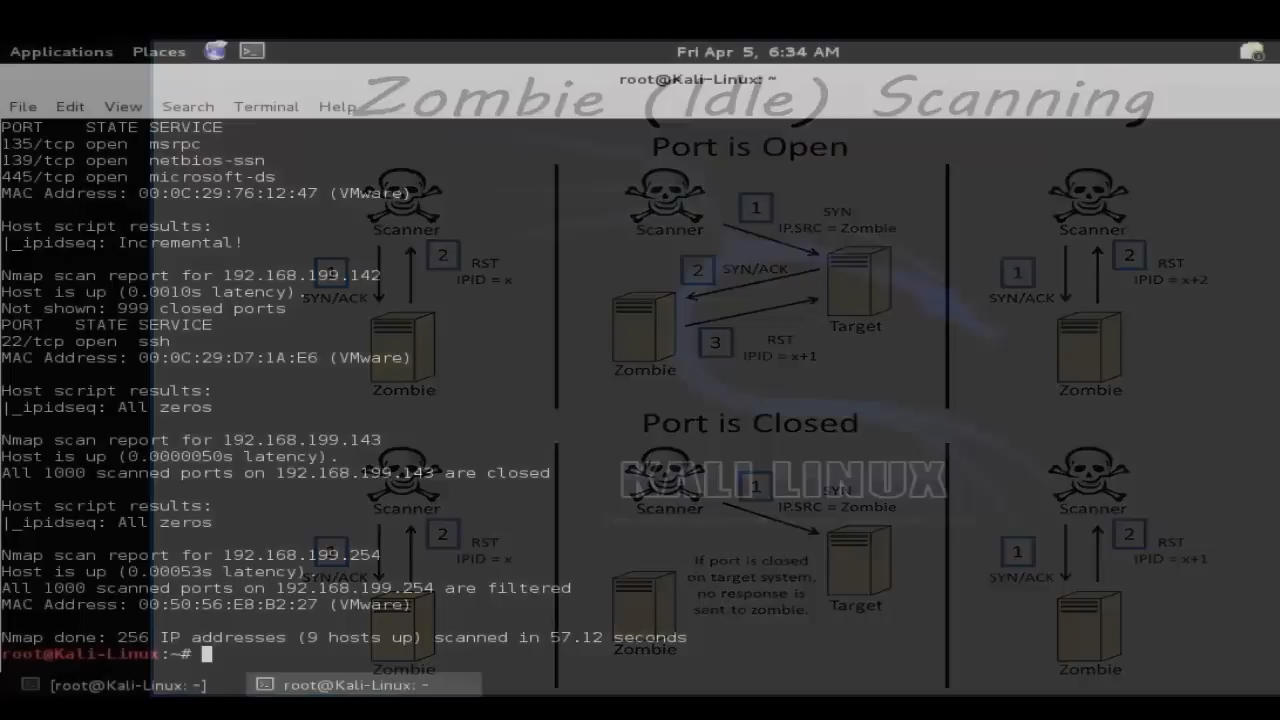 Applications Places Fri Apr 5, 6:34 AM
root@Kali-Linux: ~
Zombie (Idle) Scanning
File Edit View Search Terminal Help
PORT STATE SERVICE
135/tcp open msrpc
139/tcp open netbios-ssn
445/tcp open microsoft-ds
MAC Address: 00:0C:29:76:12:47 (VMware)
Host script results:
|_ipidseq: Incremental!
Nmap scan report for 192.168.199.142
Host is up (0.0010s latency).
Not shown: 999 closed ports
PORT STATE SERVICE
22/tcp open ssh
MAC Address: 00:0C:29:D7:1A:E6 (VMware)
Host script results:
|_ipidseq: All zeros
Nmap scan report for 192.168.199.143
Host is up (0.0000050s latency).
All 1000 scanned ports on 192.168.199.143 are closed
Host script results:
|_ipidseq: All zeros
Nmap scan report for 192.168.199.254
Host is up (0.00053s latency).
All 1000 scanned ports on 192.168.199.254 are filtered
MAC Address: 00:50:56:E8:B2:27 (VMware)
Nmap done: 256 IP addresses (9 hosts up) scanned in 57.12 seconds
root@Kali-Linux:~#
Port is Open
Scanner
1
SYN/ACK
2
RST
IPID = x
Zombie
Scanner
1
SYN
IP.SRC = Zombie
2
SYN/ACK
Target
3
RST
IPID = x+1
Zombie
Scanner
1
SYN/ACK
2
RST
IPID = x+2
Zombie
Port is Closed
Scanner
1
SYN/ACK
2
RST
IPID = x
Zombie
KALI LINUX
Scanner
1
SYN
IP.SRC = Zombie
If port is closed
on target system,
no response is
sent to zombie.
Target
Zombie
Scanner
1
SYN/ACK
2
RST
IPID = x+1
Zombie
[root@Kali-Linux: ~]
root@Kali-Linux: ~